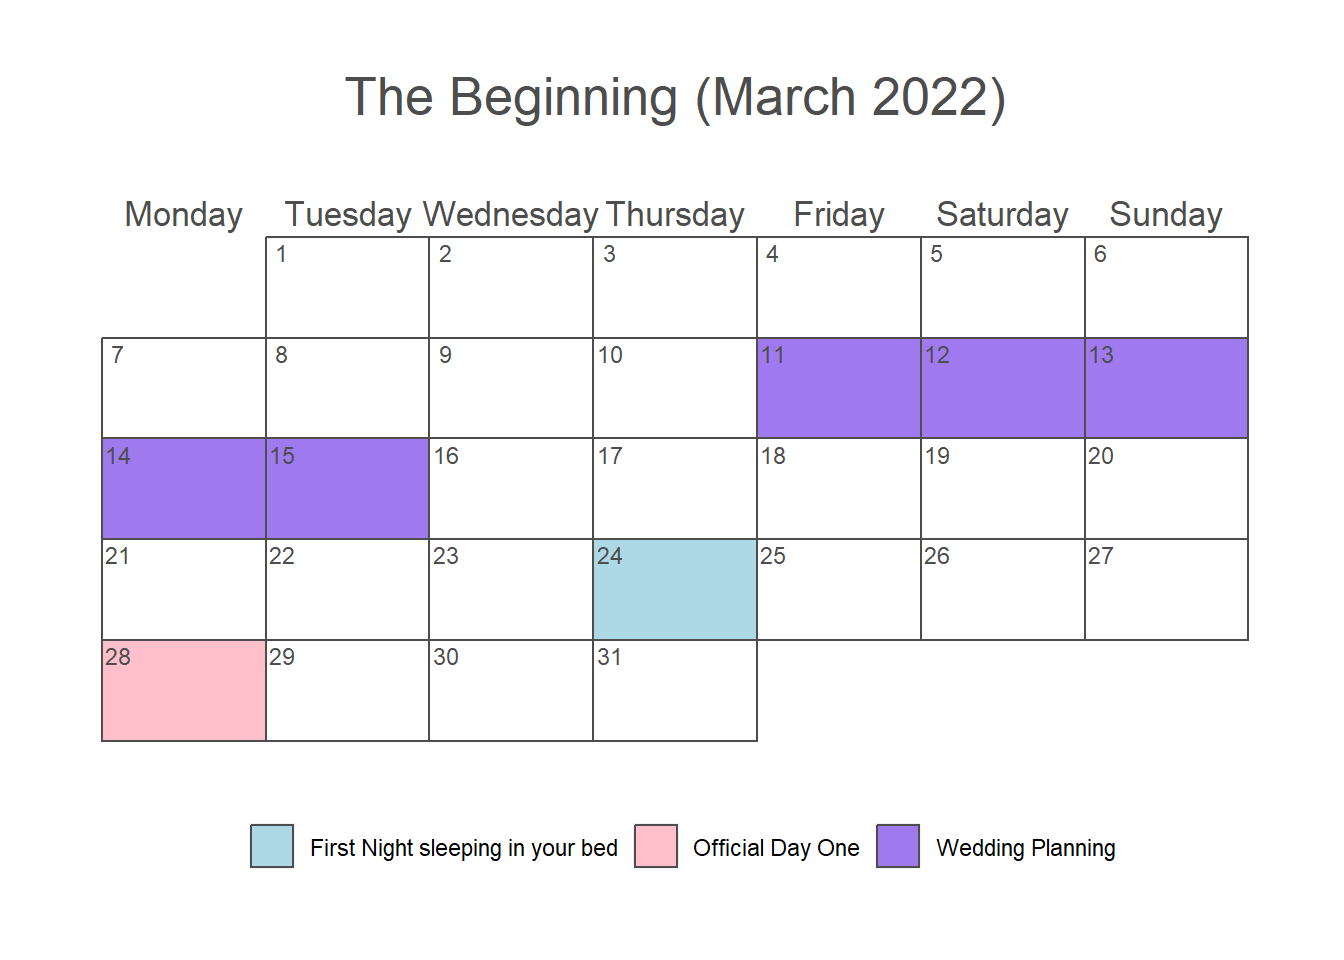 The Beginning (March 2022)
Monday Tuesday Wednesday Thursday Friday Saturday Sunday
1 2 3 4 5 6
7 8 9 10 11 12 13
14 15 16 17 18 19 20
21 22 23 24 25 26 27
28 29 30 31
First Night sleeping in your bed Official Day One Wedding Planning